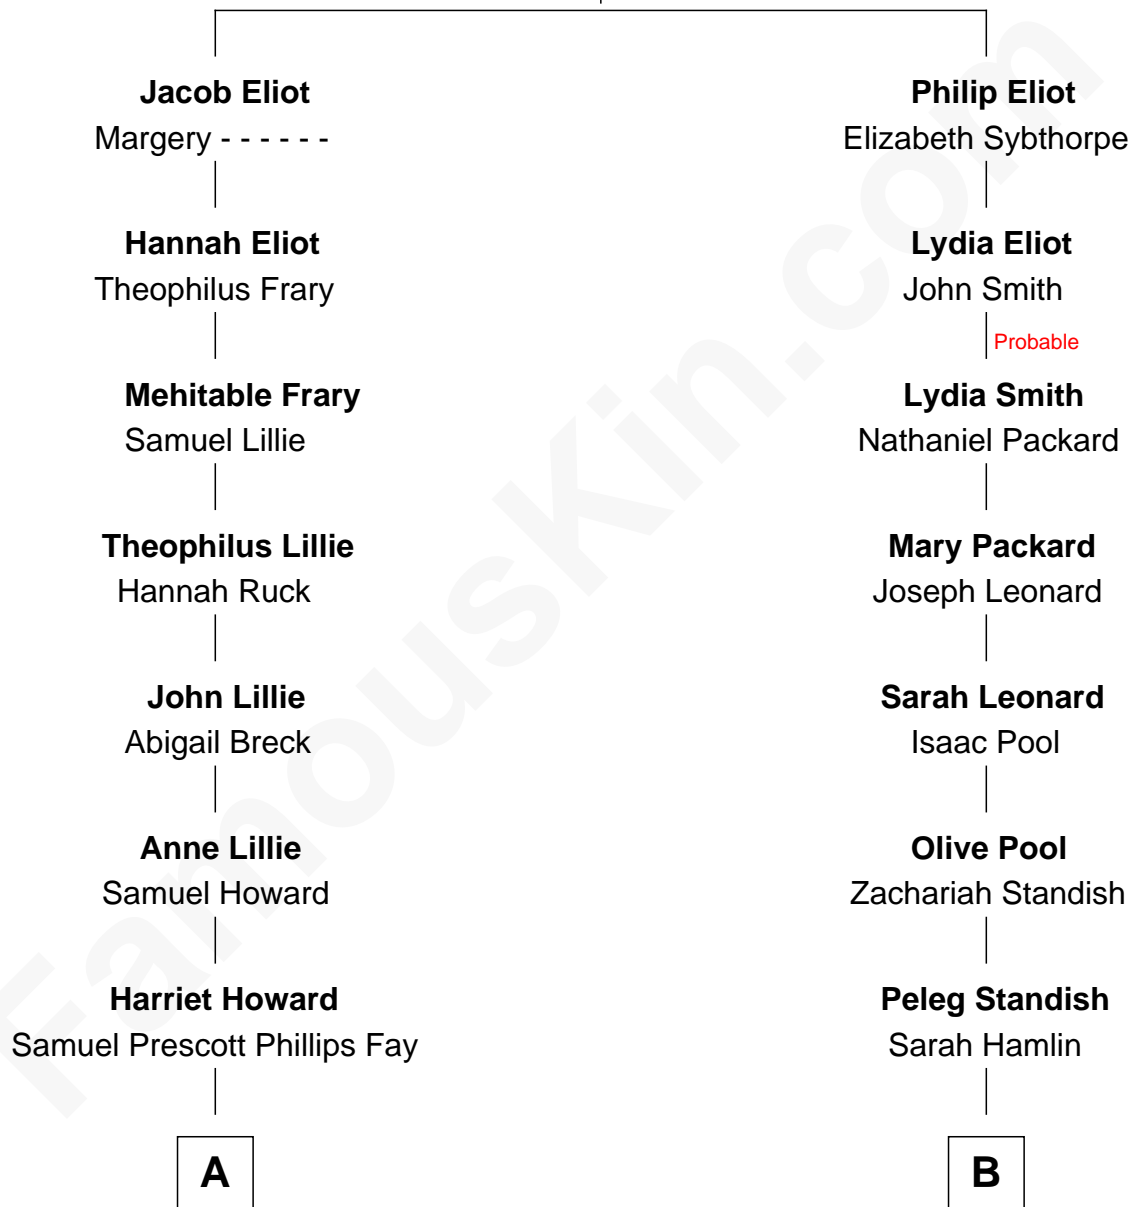 Jacob Eliot
Margery - - - - - -
Hannah Eliot
Theophilus Frary
Mehitable Frary
Samuel Lillie
Theophilus Lillie
Hannah Ruck
John Lillie
Abigail Breck
Anne Lillie
Samuel Howard
Harriet Howard
Samuel Prescott Phillips Fay
A
Philip Eliot
Elizabeth Sybthorpe
Lydia Eliot
John Smith
Probable
Lydia Smith
Nathaniel Packard
Mary Packard
Joseph Leonard
Sarah Leonard
Isaac Pool
Olive Pool
Zachariah Standish
Peleg Standish
Sarah Hamlin
B
FamousKin.com